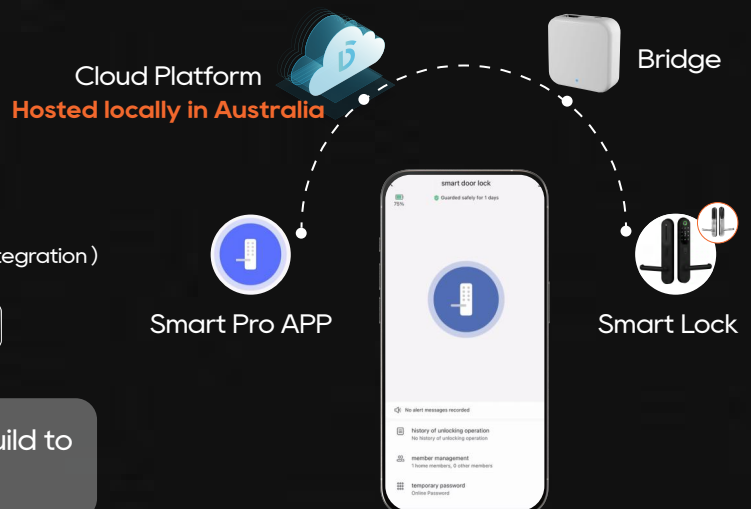 Cloud Platform
Hosted locally in Australia
Bridge
egration )
Smart Pro APP
Smart Lock
uild to
smart door lock
75%
Guarded safely for 1 days
No alert messages recorded
history of unlocking operation
No history of unlocking operation
member management
1 home members, 0 other members
temporary password
Online Password